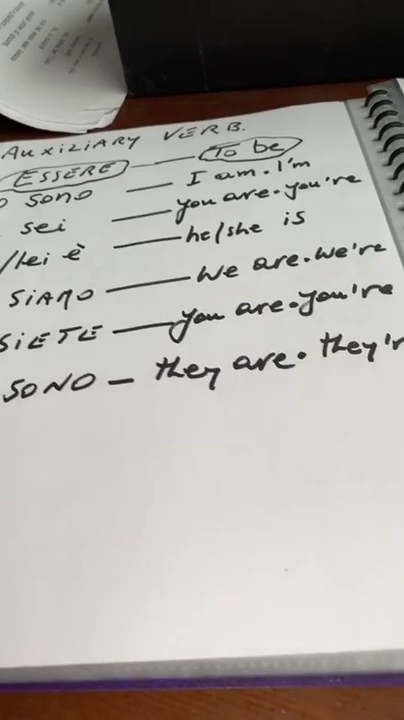 AUXILIARY VERB.
ESSERE — To be
O SONO — I am. I'm
sei — you are. you're
/lei è — he/she is
SIAMO — We are. We're
SIETE — you are. you're
SONO — they are. they'r